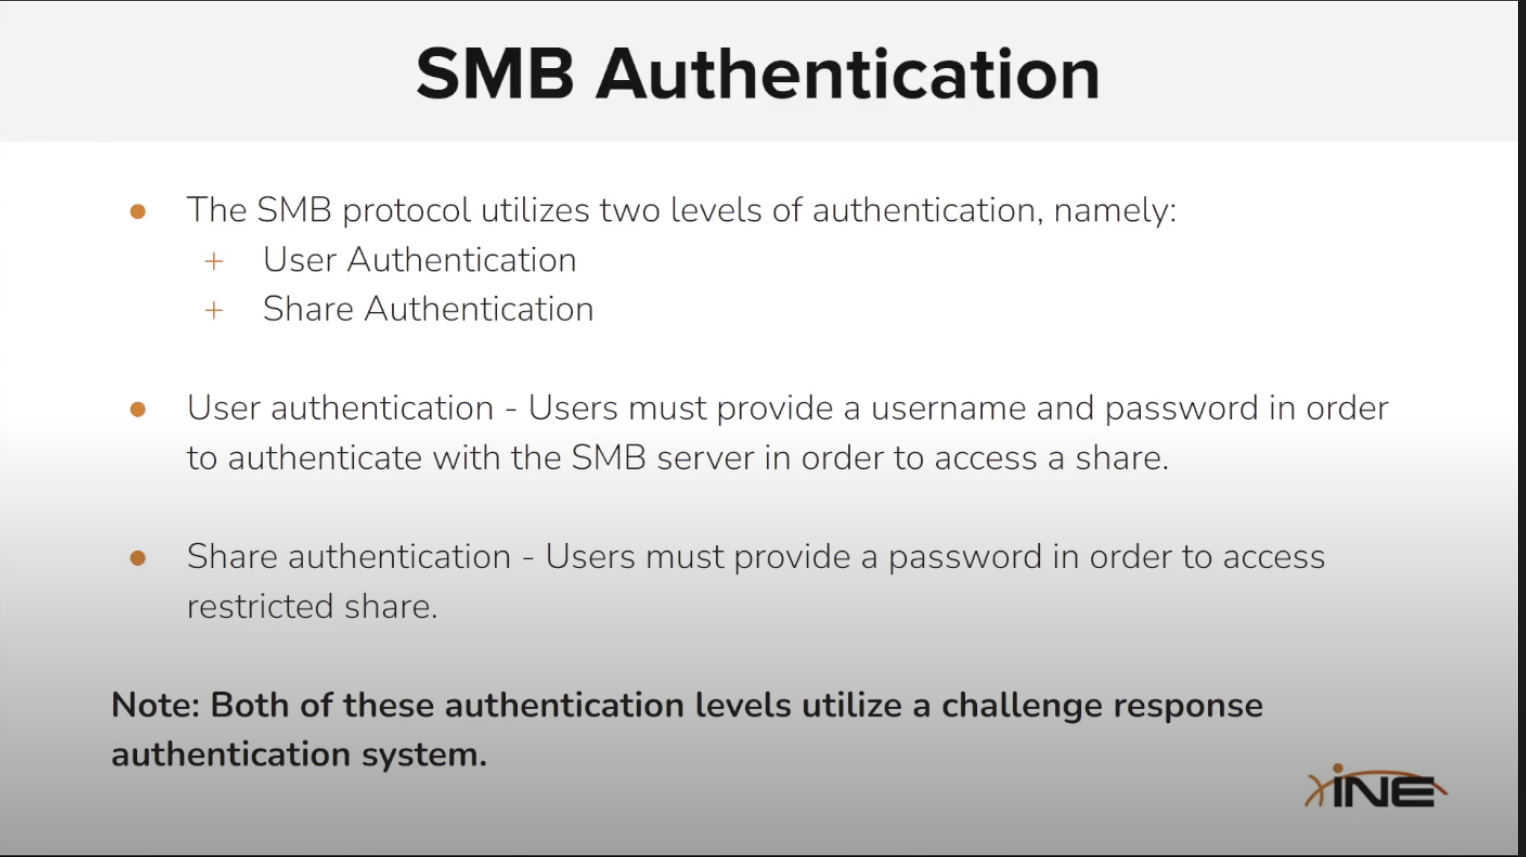 SMB Authentication
● The SMB protocol utilizes two levels of authentication, namely:
+ User Authentication
+ Share Authentication
● User authentication - Users must provide a username and password in order
to authenticate with the SMB server in order to access a share.
● Share authentication - Users must provide a password in order to access
restricted share.
Note: Both of these authentication levels utilize a challenge response
authentication system.
INE